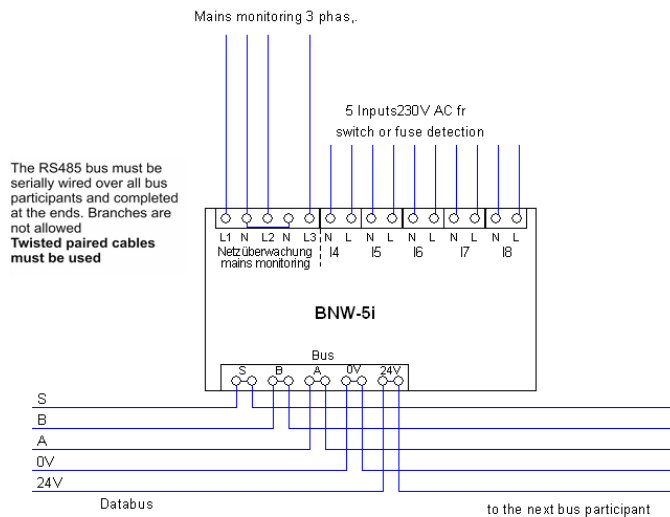 Mains monitoring 3 phas,.
5 Inputs230V AC fr
switch or fuse detection
The RS485 bus must be
serially wired over all bus
participants and completed
at the ends. Branches are
not allowed
Twisted paired cables
must be used
L1 N L2 N L3 N L N L N L N L N L
Netzüberwachung I4 I5 I6 I7 I8
mains monitoring
BNW-5i
Bus
S B A 0V 24V
S
B
A
0V
24V
Databus
to the next bus participant